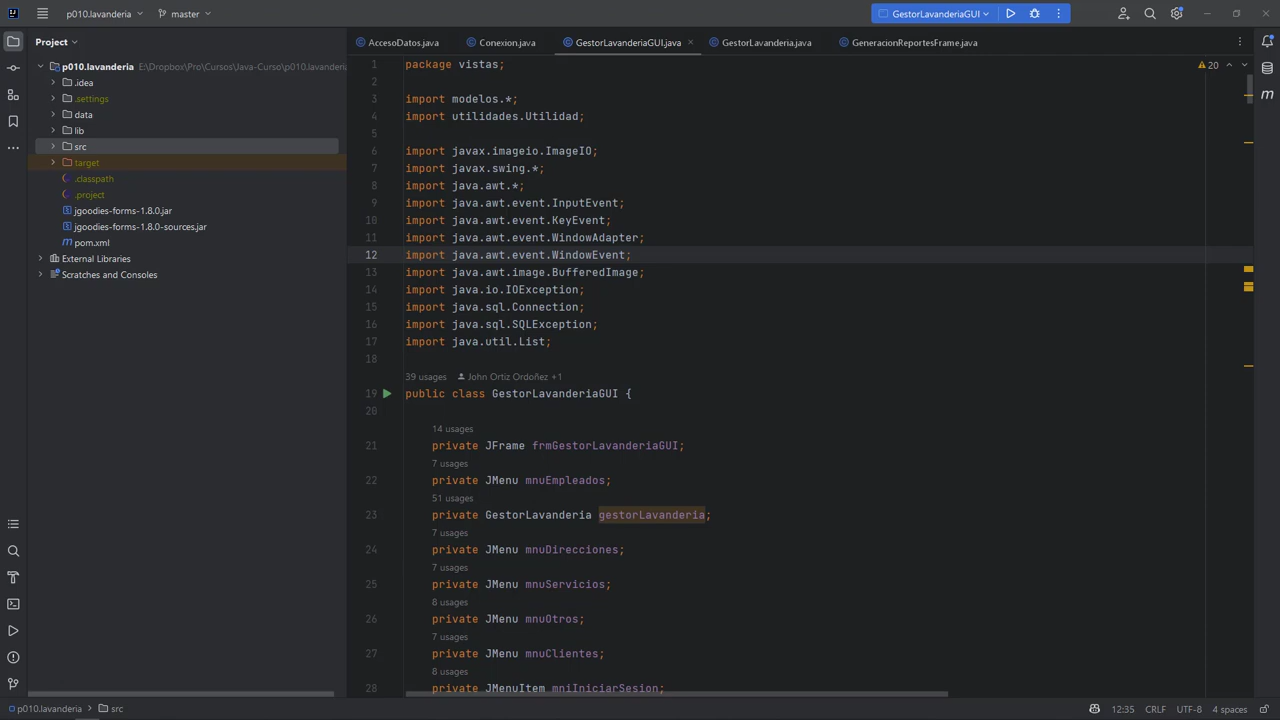 p010.lavanderia
master
GestorLavanderiaGUI
Project
AccesoDatos.java
Conexion.java
GestorLavanderiaGUI.java
GestorLavanderia.java
GeneracionReportesFrame.java
p010.lavanderia E:\Dropbox\Pro\Cursos\Java-Curso\p010.lavanderia
.idea
.settings
data
lib
src
target
.classpath
.project
jgoodies-forms-1.8.0.jar
jgoodies-forms-1.8.0-sources.jar
m pom.xml
External Libraries
Scratches and Consoles
20
1 package vistas;
2
3 import modelos.*;
4 import utilidades.Utilidad;
5
6 import javax.imageio.ImageIO;
7 import javax.swing.*;
8 import java.awt.*;
9 import java.awt.event.InputEvent;
10 import java.awt.event.KeyEvent;
11 import java.awt.event.WindowAdapter;
12 import java.awt.event.WindowEvent;
13 import java.awt.image.BufferedImage;
14 import java.io.IOException;
15 import java.sql.Connection;
16 import java.sql.SQLException;
17 import java.util.List;
18
39 usages John Ortiz Ordoñez +1
19 public class GestorLavanderiaGUI {
20
14 usages
21 private JFrame frmGestorLavanderiaGUI;
7 usages
22 private JMenu mnuEmpleados;
51 usages
23 private GestorLavanderia gestorLavanderia;
7 usages
24 private JMenu mnuDirecciones;
7 usages
25 private JMenu mnuServicios;
8 usages
26 private JMenu mnuOtros;
7 usages
27 private JMenu mnuClientes;
8 usages
28 private JMenuItem mniIniciarSesion;
m
p010.lavanderia
src
12:35 CRLF UTF-8 4 spaces